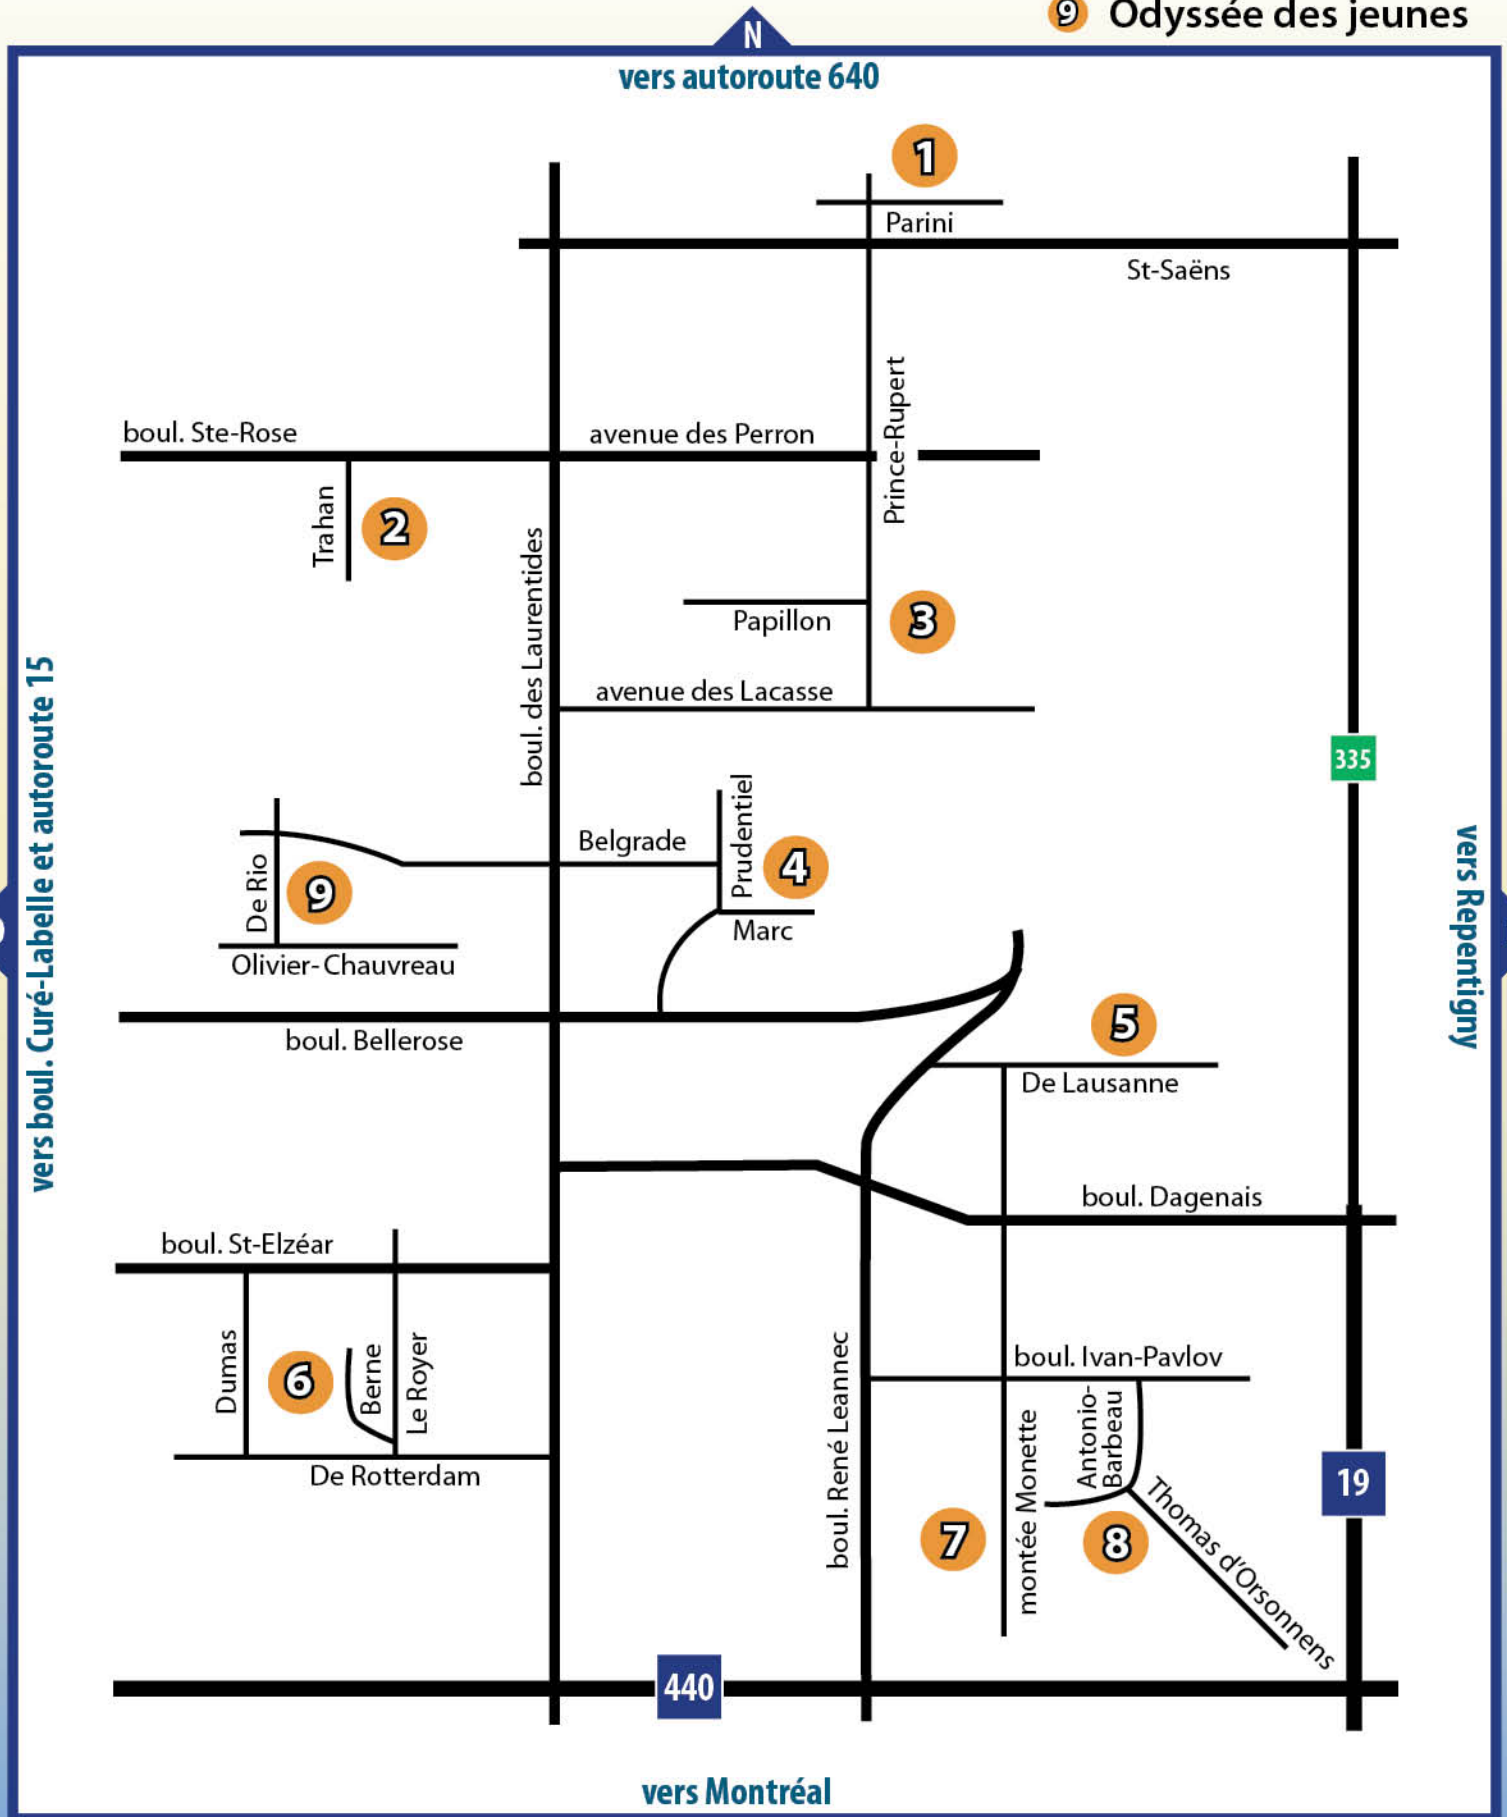 9 Odyssée des jeunes
N
vers autoroute 640
1
Parini
St-Saëns
boul. Ste-Rose
avenue des Perron
Prince-Rupert
Trahan
2
boul. des Laurentides
Papillon
3
avenue des Lacasse
vers boul. Curé-Labelle et autoroute 15
335
vers Repentigny
Belgrade
Prudentiel
4
De Rio
9
Marc
Olivier-Chauvreau
boul. Bellerose
5
De Lausanne
boul. Dagenais
boul. St-Elzéar
Dumas
6
Berne
Le Royer
De Rotterdam
boul. René Leannec
boul. Ivan-Pavlov
Antonio-
Barbeau
montée Monette
Thomas d'Orsonnens
19
7
8
440
vers Montréal